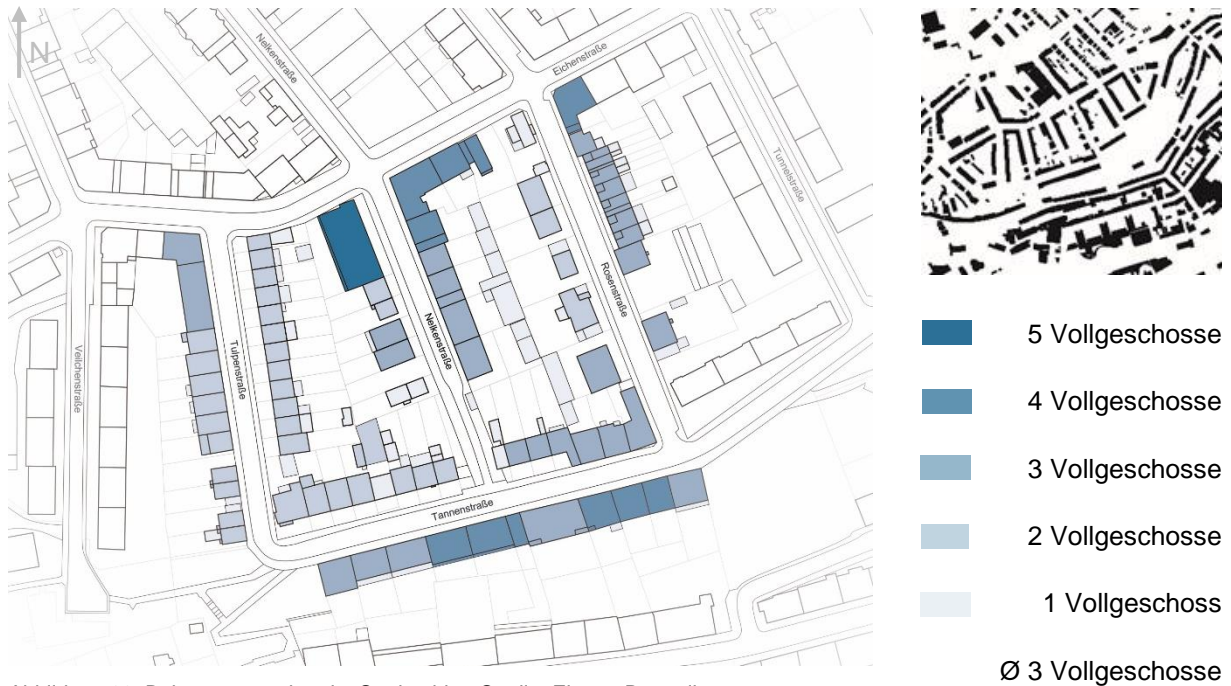 N
Nelkenstraße
Eichenstraße
Tunnelstraße
Rosenstraße
Nelkenstraße
Tulpenstraße
Veilchenstraße
Tannenstraße
5 Vollgeschosse
4 Vollgeschosse
3 Vollgeschosse
2 Vollgeschosse
1 Vollgeschoss
Ø 3 Vollgeschosse